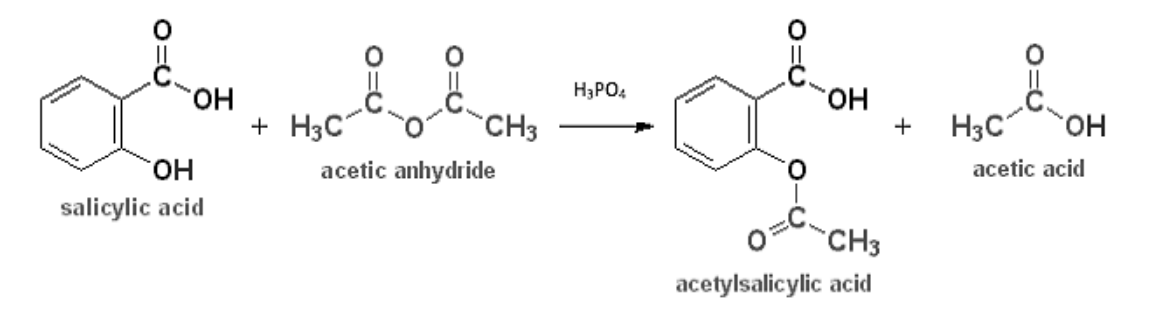 O
C
OH
OH
salicylic acid
+
O
O
H₃C
C
O
C
CH₃
acetic anhydride
H₃PO₄
O
C
OH
O
C
O
CH₃
acetylsalicylic acid
+
O
H₃C
C
OH
acetic acid